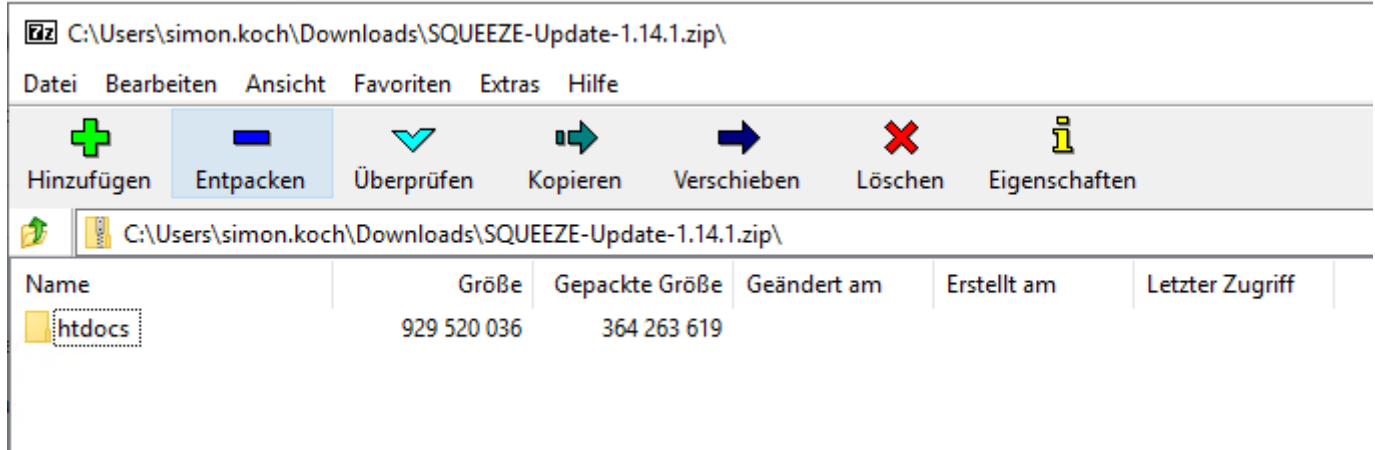 C:\Users\simon.koch\Downloads\SQUEEZE-Update-1.14.1.zip\
Datei Bearbeiten Ansicht Favoriten Extras Hilfe
Hinzufügen Entpacken Überprüfen Kopieren Verschieben Löschen Eigenschaften
C:\Users\simon.koch\Downloads\SQUEEZE-Update-1.14.1.zip\
Name Größe Gepackte Größe Geändert am Erstellt am Letzter Zugriff
htdocs 929 520 036 364 263 619